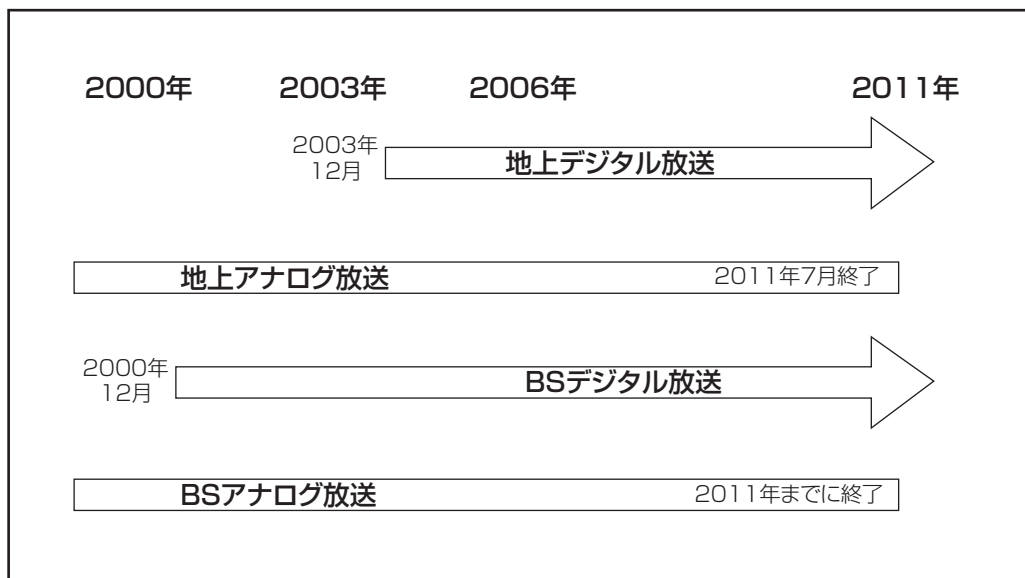 2000年 2003年 2006年 2011年
2003年
12月
地上デジタル放送
地上アナログ放送
2011年7月終了
2000年
12月
BSデジタル放送
BSアナログ放送
2011年までに終了